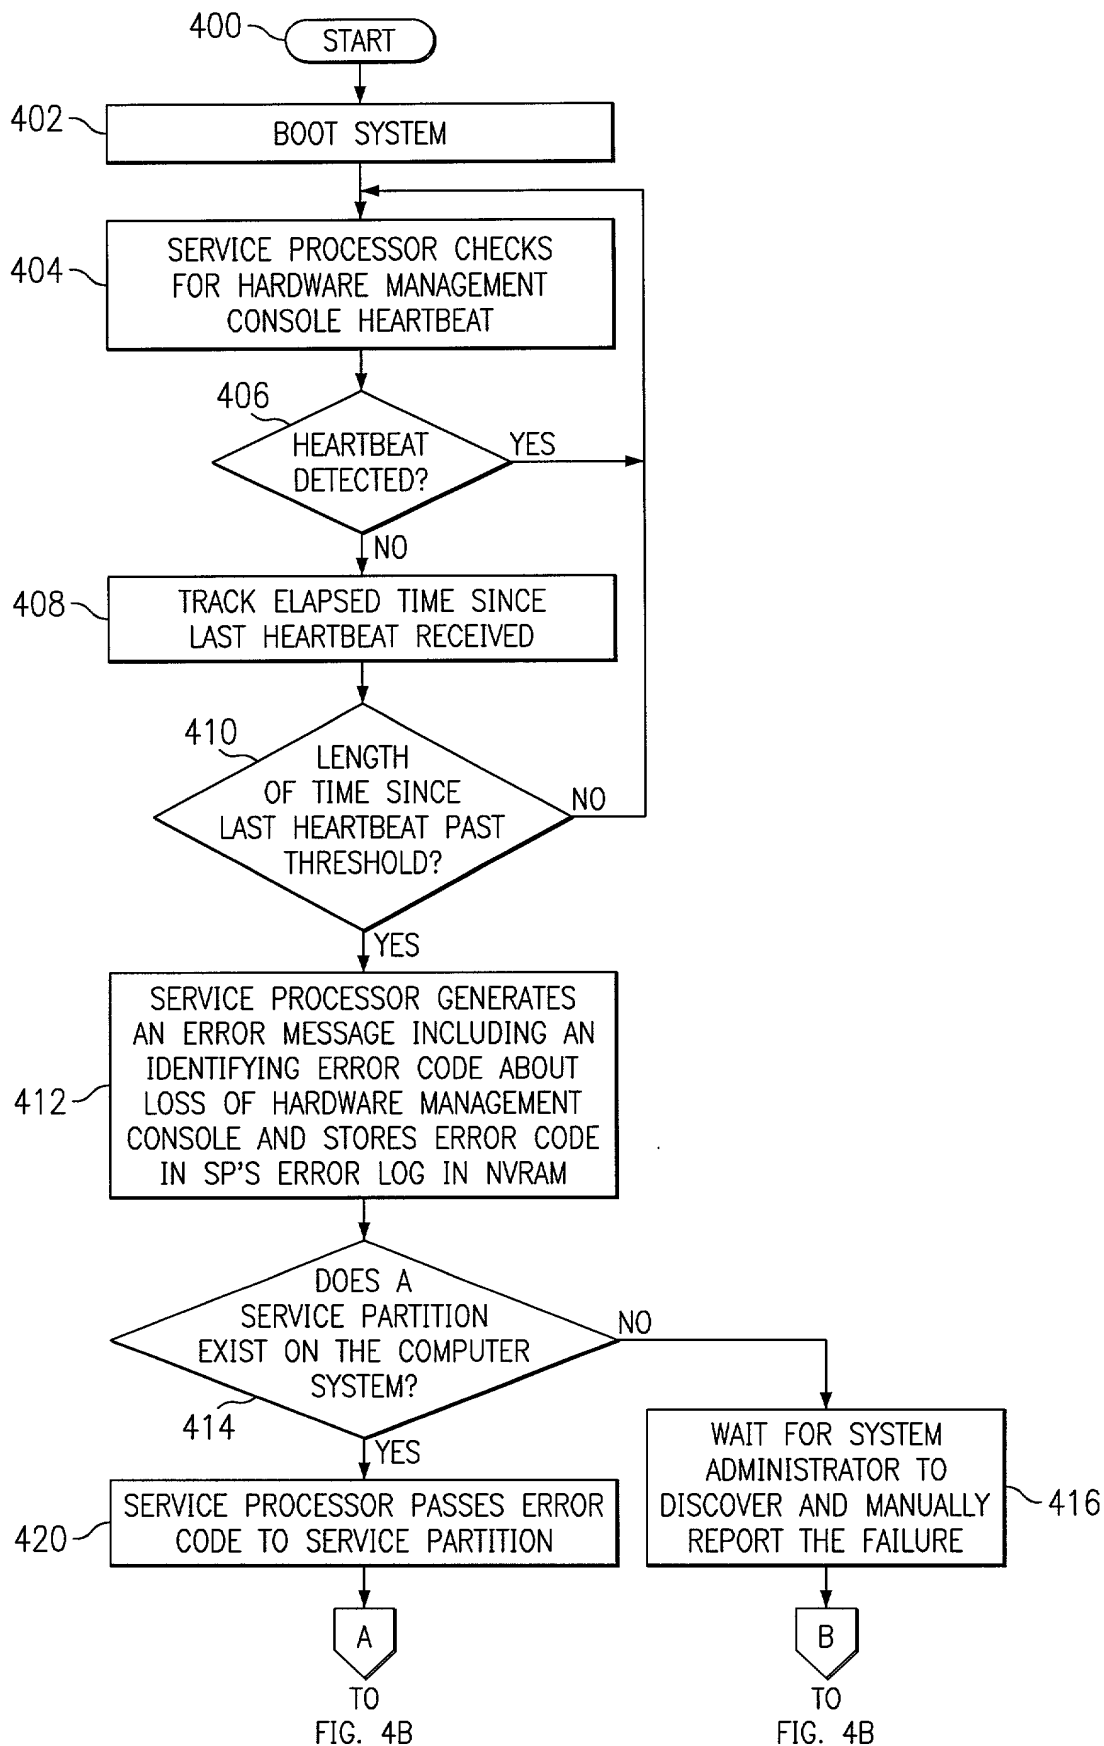 400
START
402
BOOT SYSTEM
404
SERVICE PROCESSOR CHECKS
FOR HARDWARE MANAGEMENT
CONSOLE HEARTBEAT
406
HEARTBEAT
DETECTED?
YES
NO
408
TRACK ELAPSED TIME SINCE
LAST HEARTBEAT RECEIVED
410
LENGTH
OF TIME SINCE
LAST HEARTBEAT PAST
THRESHOLD?
NO
YES
412
SERVICE PROCESSOR GENERATES
AN ERROR MESSAGE INCLUDING AN
IDENTIFYING ERROR CODE ABOUT
LOSS OF HARDWARE MANAGEMENT
CONSOLE AND STORES ERROR CODE
IN SP'S ERROR LOG IN NVRAM
DOES A
SERVICE PARTITION
EXIST ON THE COMPUTER
SYSTEM?
414
NO
YES
420
SERVICE PROCESSOR PASSES ERROR
CODE TO SERVICE PARTITION
WAIT FOR SYSTEM
ADMINISTRATOR TO
DISCOVER AND MANUALLY
REPORT THE FAILURE
416
A
TO
FIG. 4B
B
TO
FIG. 4B